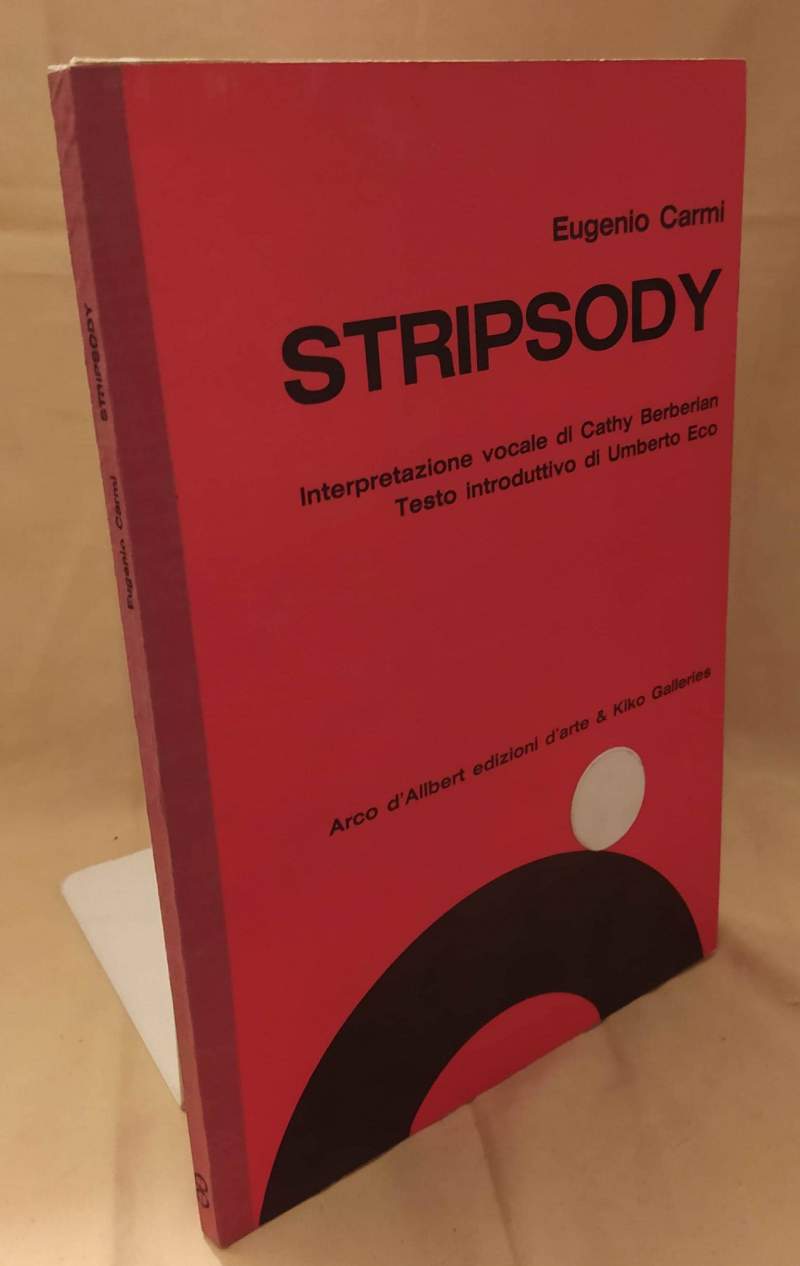 Eugenio Carmi
STRIPSODY
Interpretazione vocale di Cathy Berberian
Testo introduttivo di Umberto Eco
Arco d'Alibert edizioni d'arte & Kiko Galleries
Eugenio Carmi STRIPSODY